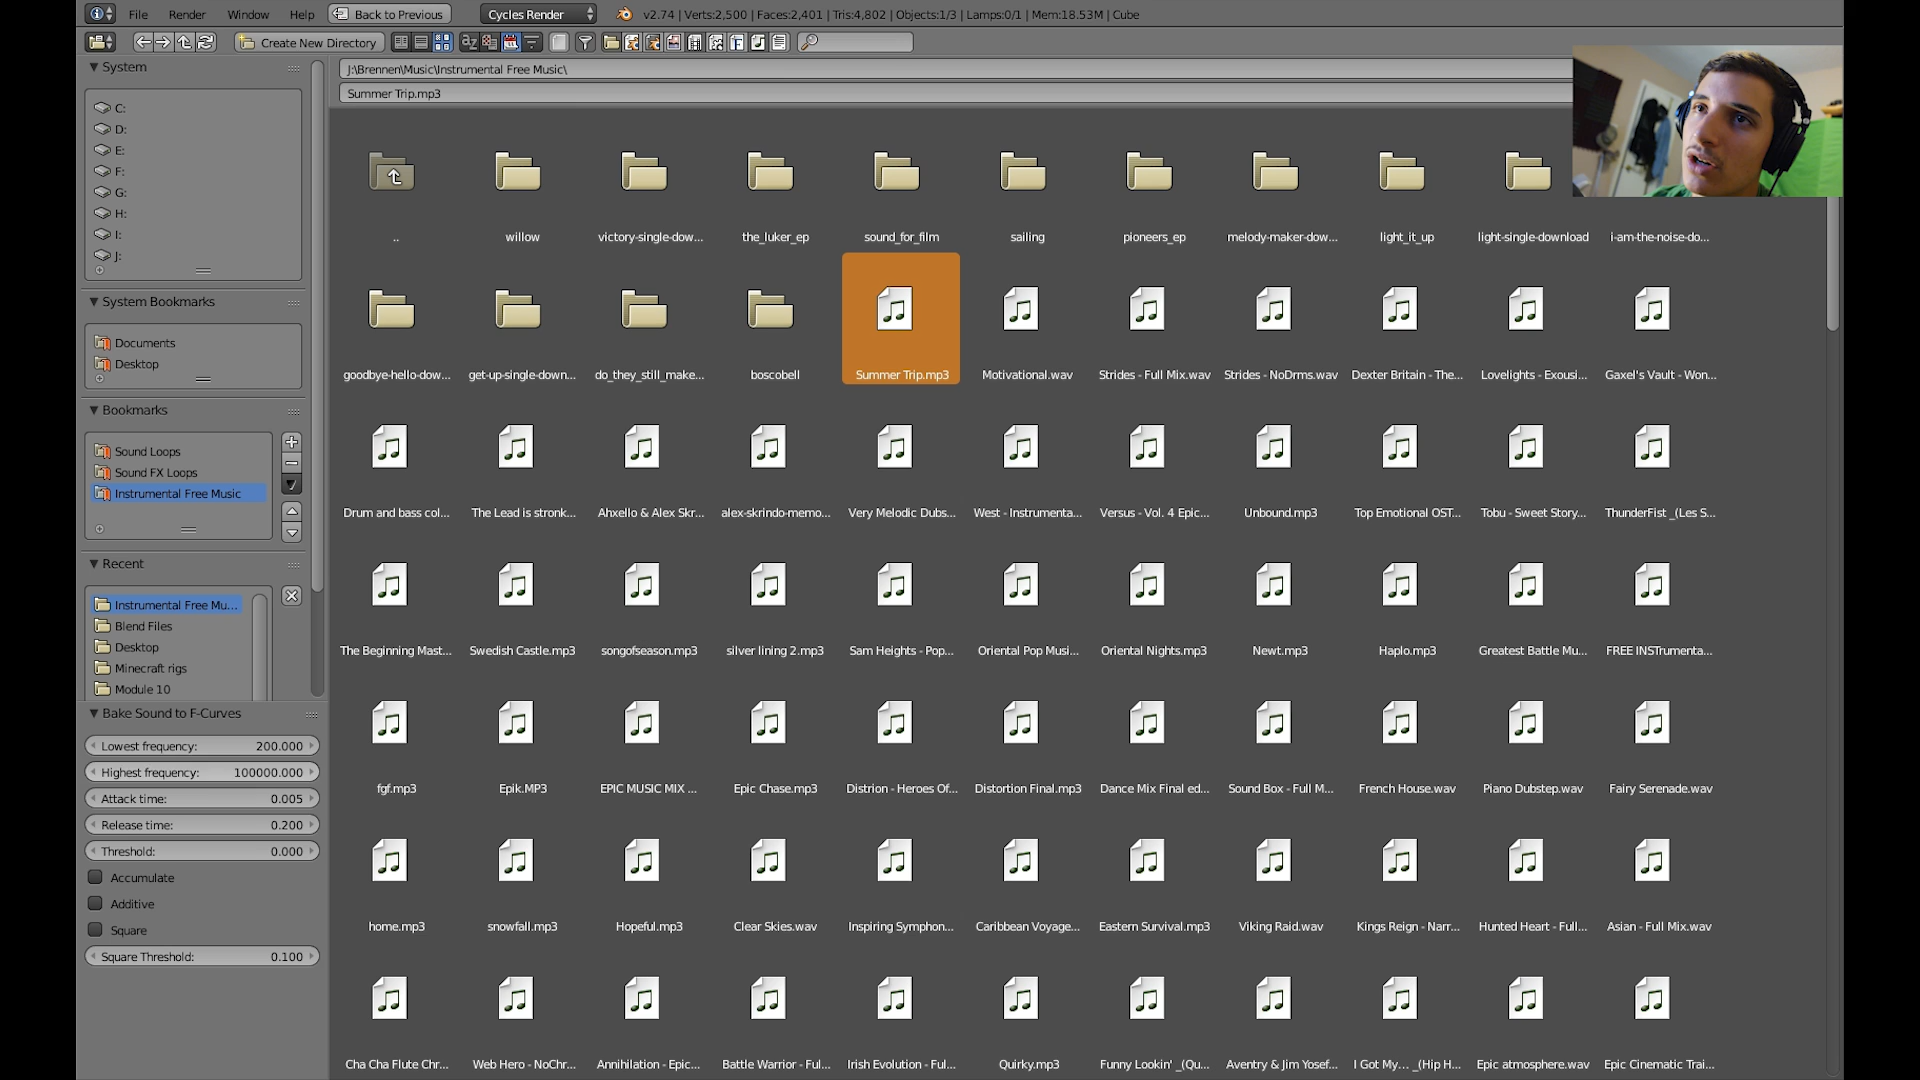 File Render Window Help Back to Previous Cycles Render v2.74 | Verts:2,500 | Faces:2,401 | Tris:4,802 | Objects:1/3 | Lamps:0/1 | Mem:18.53M | Cube
Create New Directory
System
C:
D:
E:
F:
G:
H:
I:
J:
System Bookmarks
Documents
Desktop
Bookmarks
Sound Loops
Sound FX Loops
Instrumental Free Music
Recent
Instrumental Free Mu...
Blend Files
Desktop
Minecraft rigs
Module 10
Bake Sound to F-Curves
Lowest frequency: 200.000
Highest frequency: 100000.000
Attack time: 0.005
Release time: 0.200
Threshold: 0.000
Accumulate
Additive
Square
Square Threshold: 0.100
J:\Brennen\Music\Instrumental Free Music\
Summer Trip.mp3
.. willow victory-single-dow... the_luker_ep sound_for_film sailing pioneers_ep melody-maker-dow... light_it_up light-single-download i-am-the-noise-do...
goodbye-hello-dow... get-up-single-down... do_they_still_make... boscobell Summer Trip.mp3 Motivational.wav Strides - Full Mix.wav Strides - NoDrms.wav Dexter Britain - The... Lovelights - Exousi... Gaxel's Vault - Won...
Drum and bass col... The Lead is stronk... Ahxello & Alex Skr... alex-skrindo-memo... Very Melodic Dubs... West - Instrumenta... Versus - Vol. 4 Epic... Unbound.mp3 Top Emotional OST... Tobu - Sweet Story... ThunderFist _(Les S...
The Beginning Mast... Swedish Castle.mp3 songofseason.mp3 silver lining 2.mp3 Sam Heights - Pop... Oriental Pop Musi... Oriental Nights.mp3 Newt.mp3 Haplo.mp3 Greatest Battle Mu... FREE INSTrumenta...
fgf.mp3 Epik.MP3 EPIC MUSIC MIX ... Epic Chase.mp3 Distrion - Heroes Of... Distortion Final.mp3 Dance Mix Final ed... Sound Box - Full M... French House.wav Piano Dubstep.wav Fairy Serenade.wav
home.mp3 snowfall.mp3 Hopeful.mp3 Clear Skies.wav Inspiring Symphon... Caribbean Voyage... Eastern Survival.mp3 Viking Raid.wav Kings Reign - Narr... Hunted Heart - Full... Asian - Full Mix.wav
Cha Cha Flute Chr... Web Hero - NoChr... Annihilation - Epic... Battle Warrior - Ful... Irish Evolution - Ful... Quirky.mp3 Funny Lookin' _(Qu... Aventry & Jim Yosef... I Got My... _(Hip H... Epic atmosphere.wav Epic Cinematic Trai...